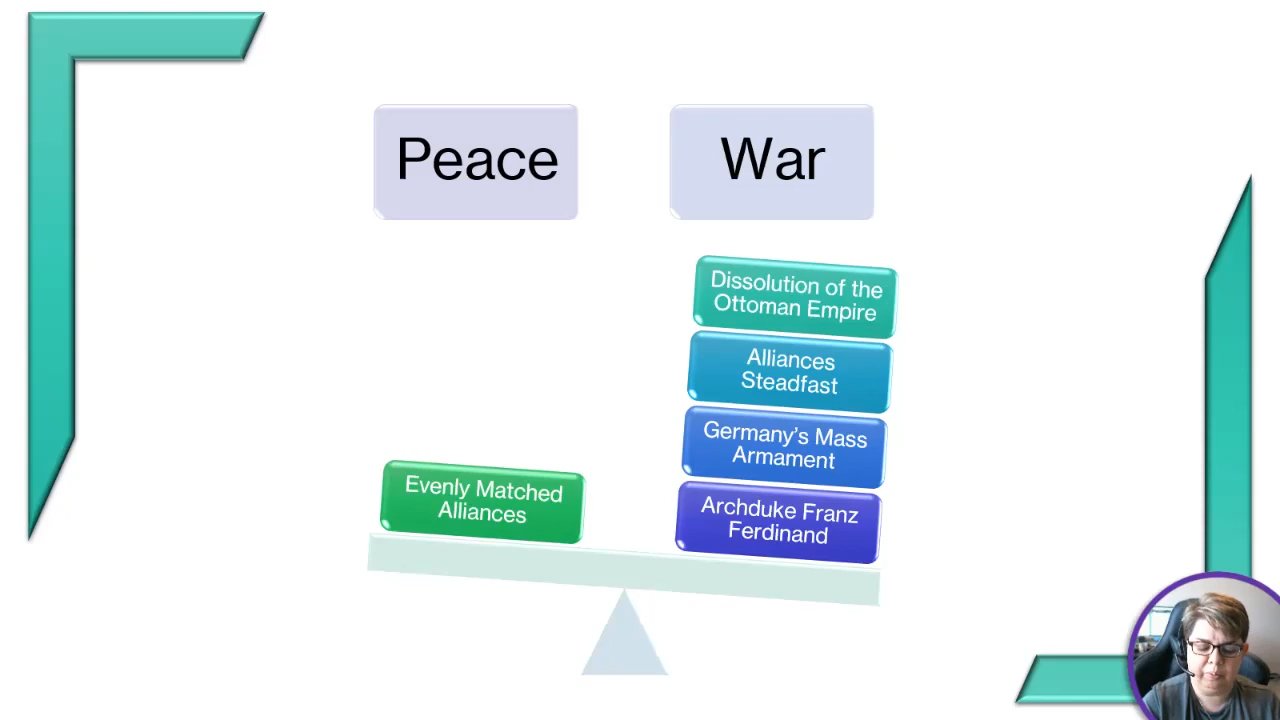 Peace
War
Dissolution of the
Ottoman Empire
Alliances
Steadfast
Germany’s Mass
Armament
Evenly Matched
Alliances
Archduke Franz
Ferdinand